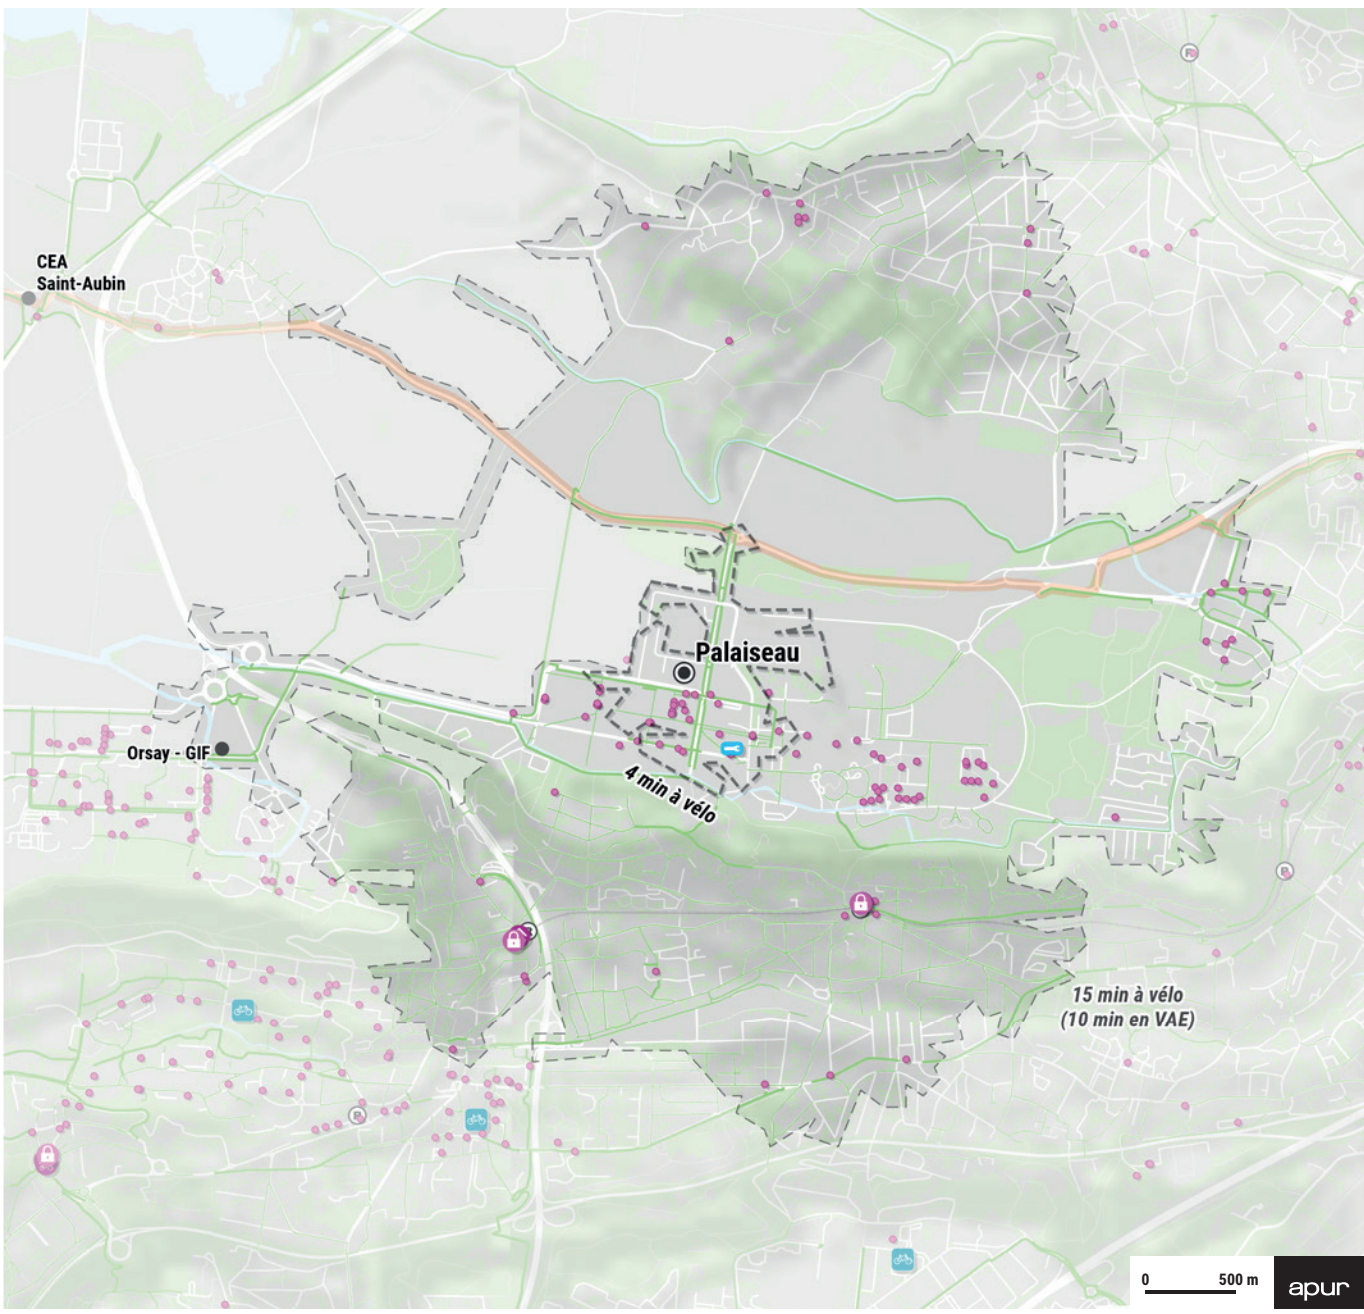 CEA
Saint-Aubin
Palaiseau
Orsay - GIF
4 min à vélo
15 min à vélo
(10 min en VAE)
0 500 m
apur